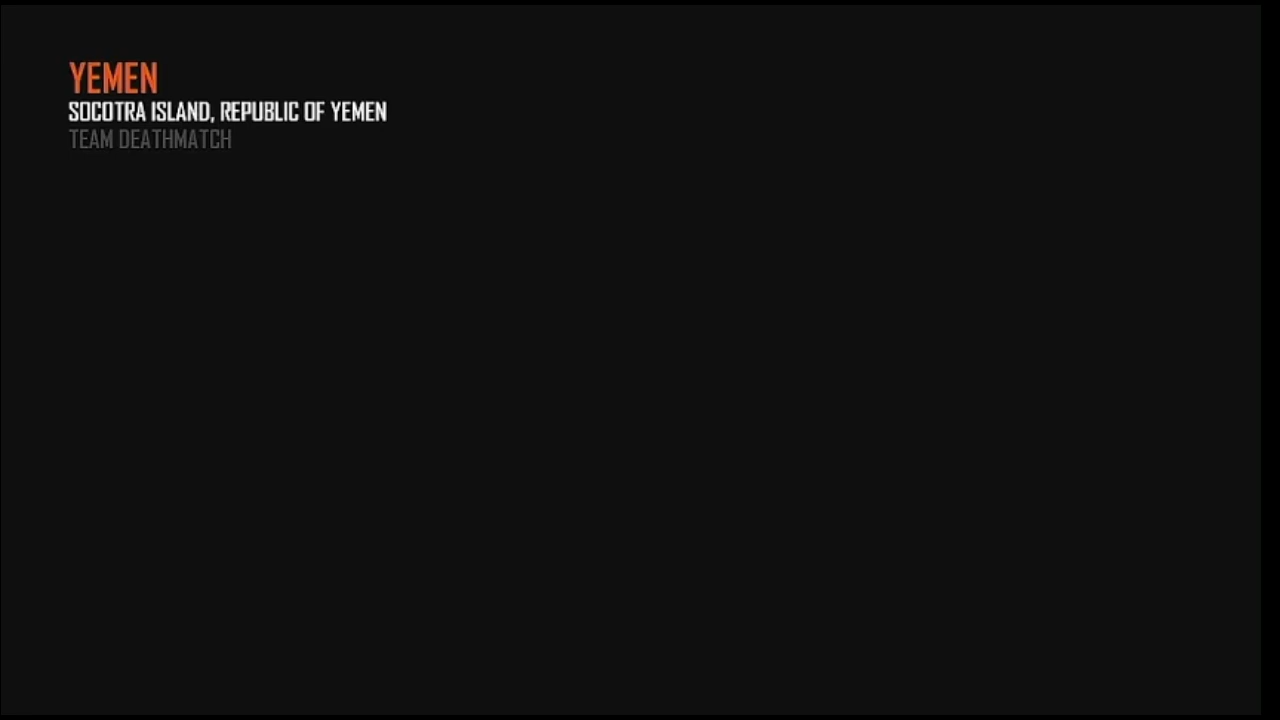 YEMEN
SOCOTRA ISLAND, REPUBLIC OF YEMEN
TEAM DEATHMATCH